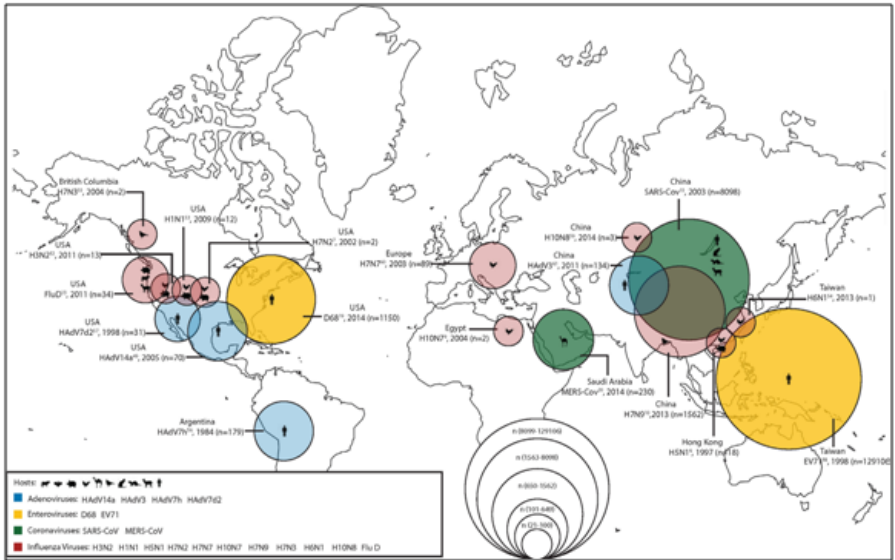 British Columbia
H7N3, 2004 (n=2)
USA
H1N1, 2009 (n=12)
USA
H7N2, 2002 (n=2)
USA
H3N2, 2011 (n=13)
USA
FluD, 2011 (n=34)
USA
HAdV7d2, 1998 (n=31)
USA
HAdV14a, 2005 (n=70)
USA
D68, 2014 (n=1150)
Argentina
HAdV7h, 1984 (n=179)
Europe
H7N7, 2003 (n=89)
Egypt
H10N7, 2004 (n=2)
China
SARS-Cov, 2003 (n=8098)
China
H10N8, 2014 (n=3)
China
HAdV3, 2011 (n=134)
Taiwan
H6N1, 2013 (n=1)
Saudi Arabia
MERS-Cov, 2014 (n=230)
China
H7N9, 2013 (n=1562)
Hong Kong
H5N1, 1997 (n=18)
Taiwan
EV71, 1998 (n=129106
n (8099-129106)
n (1563-8098)
n (650-1562)
n (101-649)
Hosts:
Adenoviruses: HAdV14a HAdV3 HAdV7h HAdV7d2
Enteroviruses: D68 EV71
Coronaviruses: SARS-CoV MERS-CoV
Influenza Viruses: H3N2 H1N1 H5N1 H7N2 H7N7 H10N7 H7N9 H7N3 H6N1 H10N8 Flu D